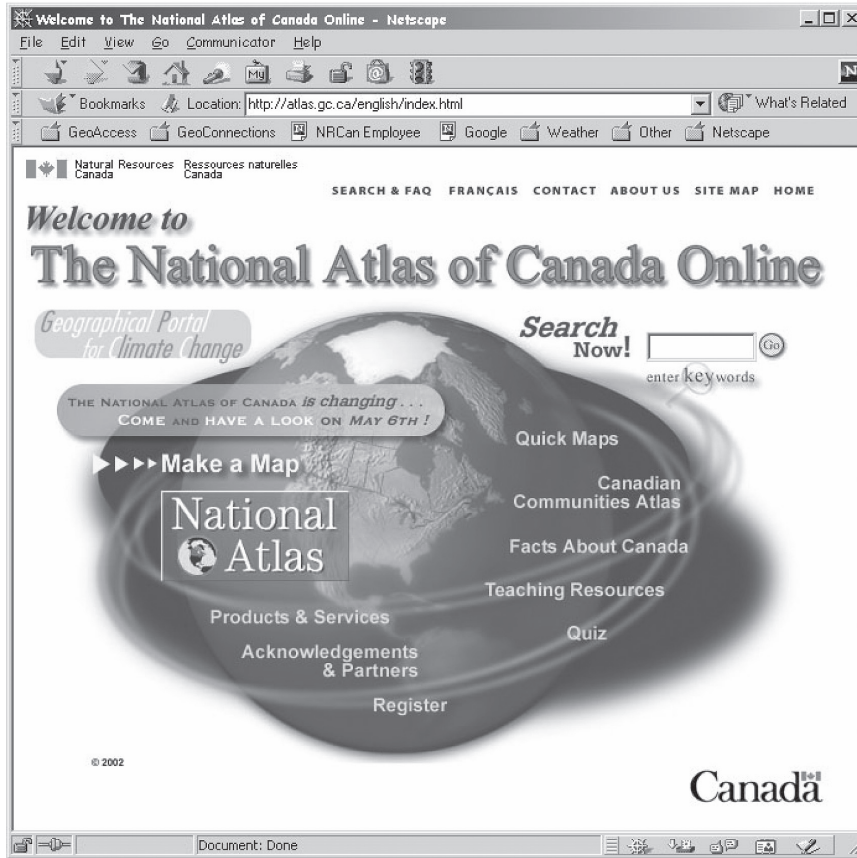 Welcome to The National Atlas of Canada Online - Netscape
File Edit View Go Communicator Help
My
N
Bookmarks Location: http://atlas.gc.ca/english/index.html What's Related
GeoAccess GeoConnections NRCan Employee Google Weather Other Netscape
Natural Resources Ressources naturelles
Canada Canada
SEARCH & FAQ FRANÇAIS CONTACT ABOUT US SITE MAP HOME
Welcome to
The National Atlas of Canada Online
Geographical Portal
for Climate Change
Search
Now! Go
enter keywords
THE NATIONAL ATLAS OF CANADA is changing . . .
COME AND HAVE A LOOK ON MAY 6TH !
Make a Map
National
Atlas
Quick Maps
Canadian
Communities Atlas
Facts About Canada
Teaching Resources
Quiz
Products & Services
Acknowledgements
& Partners
Register
© 2002
Canada
Document: Done